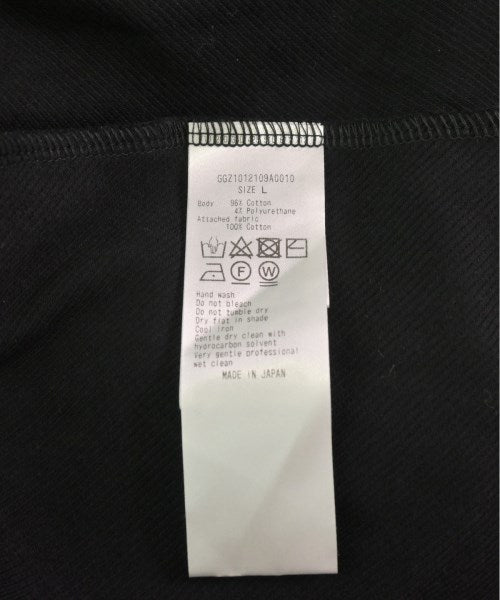 GGZ1012109A0010
SIZE L
Body 96% Cotton
4% Polyurethane
Attached fabric
100% Cotton
F W
Hand wash
Do not bleach
Do not tumble dry
Dry flat in shade
Cool iron
Gentle dry clean with
hydrocarbon solvent
Very gentle professional
wet clean
MADE IN JAPAN